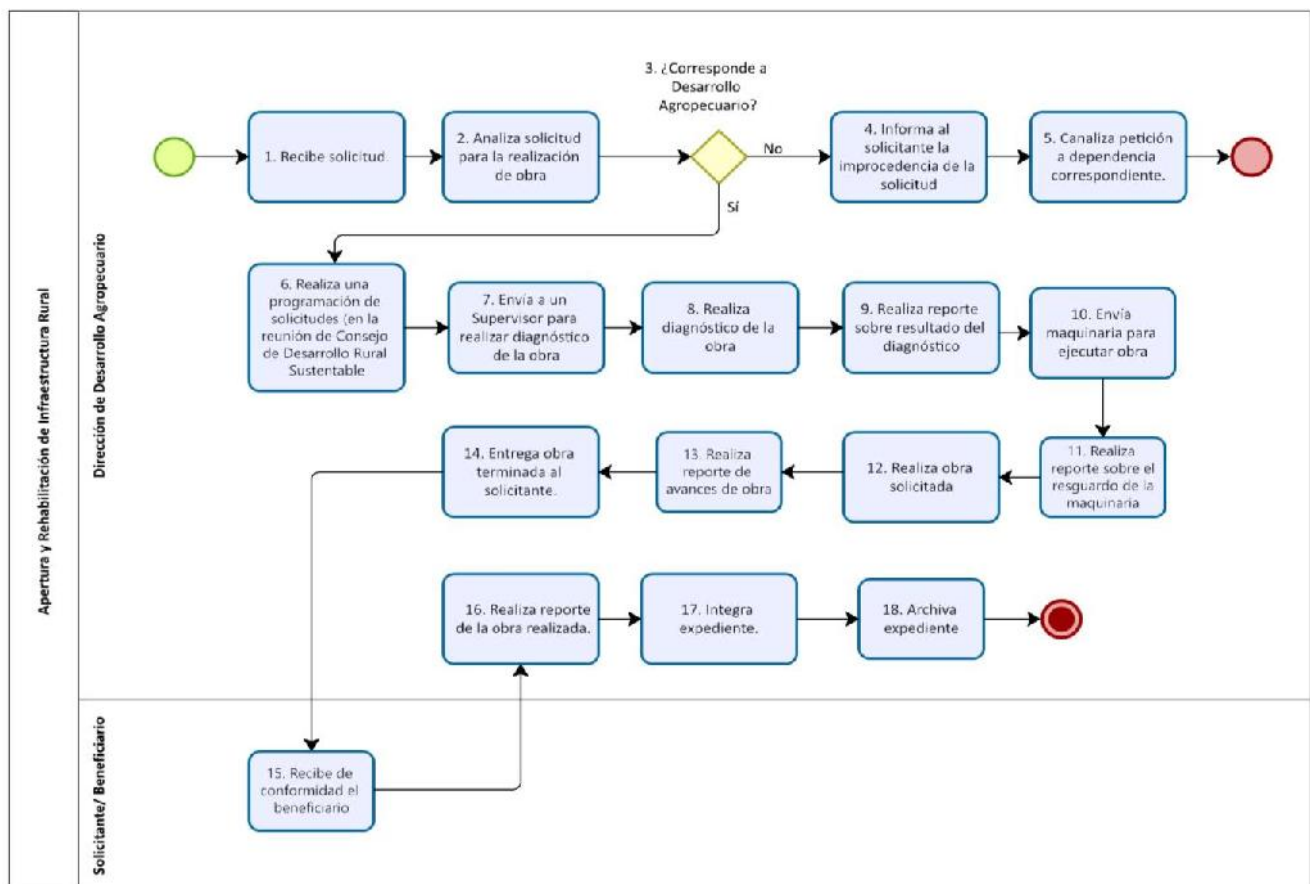 Apertura y Rehabilitación de Infraestructura Rural
Dirección de Desarrollo Agropecuario
3. ¿Corresponde a
Desarrollo
Agropecuario?
1. Recibe solicitud.
2. Analiza solicitud
para la realización
de obra
No
Sí
4. Informa al
solicitante la
improcedencia de la
solicitud
5. Canaliza petición
a dependencia
correspondiente.
6. Realiza una
programación de
solicitudes (en la
reunión de Consejo
de Desarrollo Rural
Sustentable
7. Envía a un
Supervisor para
realizar diagnóstico
de la obra
8. Realiza
diagnóstico de la
obra
9. Realiza reporte
sobre resultado del
diagnóstico
10. Envía
maquinaria para
ejecutar obra
11. Realiza
reporte sobre el
resguardo de la
maquinaria
12. Realiza obra
solicitada
13. Realiza
reporte de
avances de obra
14. Entrega obra
terminada al
solicitante.
Solicitante/ Beneficiario
15. Recibe de
conformidad el
beneficiario
16. Realiza reporte
de la obra realizada.
17. Integra
expediente.
18. Archiva
expediente